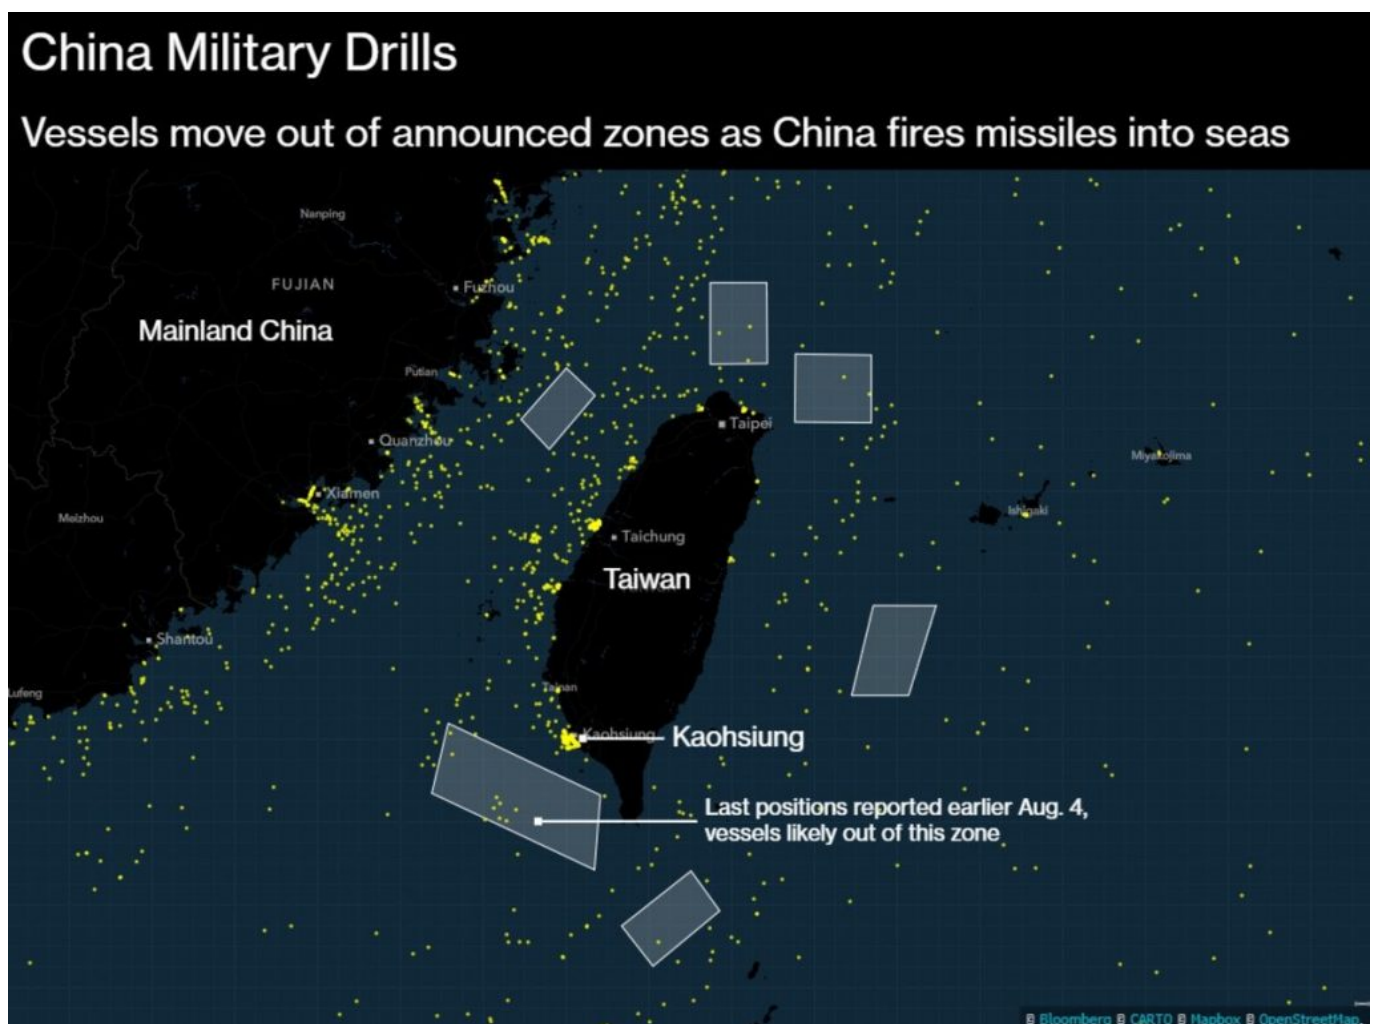 China Military Drills
Vessels move out of announced zones as China fires missiles into seas
Nanping
FUJIAN
Fuzhou
Mainland China
Putian
Taipei
Quanzhou
Miyakojima
Xiamen
Ishigaki
Meizhou
Taichung
Taiwan
Shantou
Tainan
Lufeng
Kaohsiung
Kaohsiung
Last positions reported earlier Aug. 4,
vessels likely out of this zone
Bloomberg CARTO Mapbox OpenStreetMap.